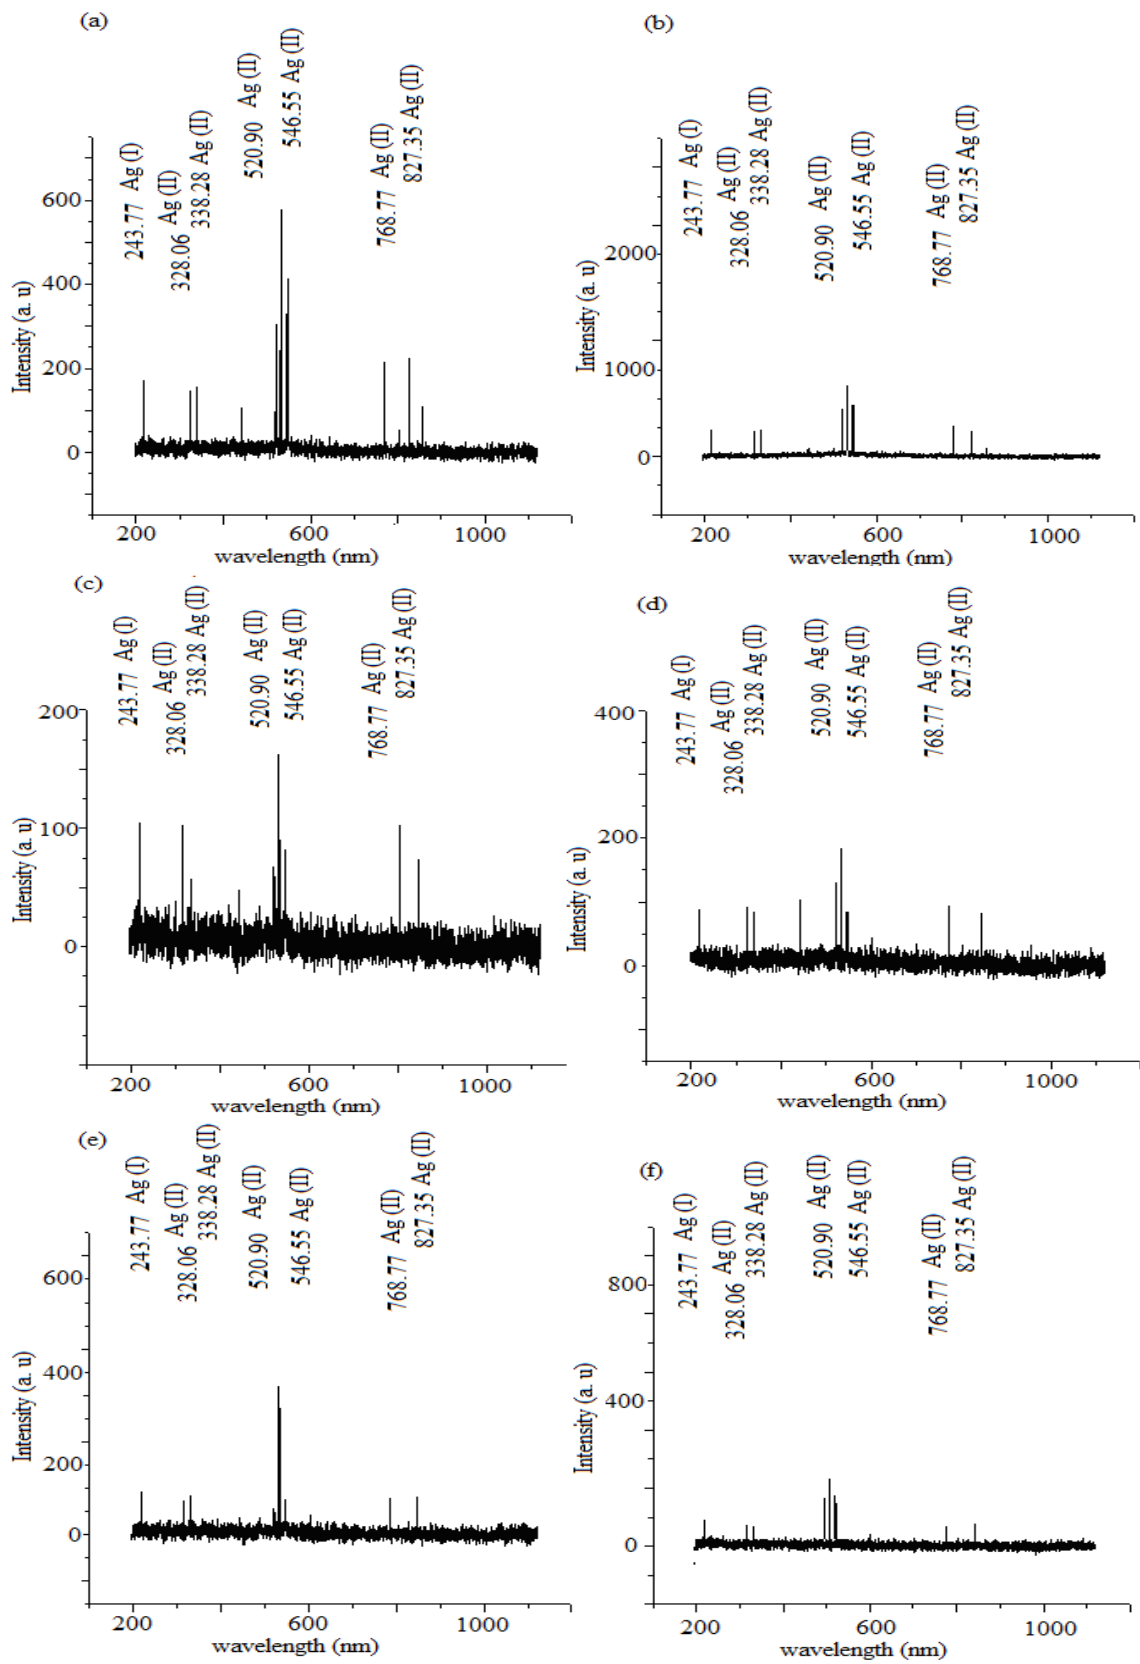 (a)
243.77 Ag (I)
328.06 Ag (II)
338.28 Ag (II)
520.90 Ag (II)
546.55 Ag (II)
768.77 Ag (II)
827.35 Ag (II)
Intensity (a. u)
600
400
200
0
200 600 1000
wavelength (nm)
(b)
243.77 Ag (I)
328.06 Ag (II)
338.28 Ag (II)
520.90 Ag (II)
546.55 Ag (II)
768.77 Ag (II)
827.35 Ag (II)
Intensity (a. u)
2000
1000
0
200 600 1000
wavelength (nm)
(c)
243.77 Ag (I)
328.06 Ag (II)
338.28 Ag (II)
520.90 Ag (II)
546.55 Ag (II)
768.77 Ag (II)
827.35 Ag (II)
Intensity (a. u)
200
100
0
200 600 1000
wavelength (nm)
(d)
243.77 Ag (I)
328.06 Ag (II)
338.28 Ag (II)
520.90 Ag (II)
546.55 Ag (II)
768.77 Ag (II)
827.35 Ag (II)
Intensity (a. u)
400
200
0
200 600 1000
wavelength (nm)
(e)
243.77 Ag (I)
328.06 Ag (II)
338.28 Ag (II)
520.90 Ag (II)
546.55 Ag (II)
768.77 Ag (II)
827.35 Ag (II)
Intensity (a. u)
600
400
200
0
200 600 1000
wavelength (nm)
(f)
243.77 Ag (I)
328.06 Ag (II)
338.28 Ag (II)
520.90 Ag (II)
546.55 Ag (II)
768.77 Ag (II)
827.35 Ag (II)
Intensity (a. u)
800
400
0
200 600 1000
wavelength (nm)